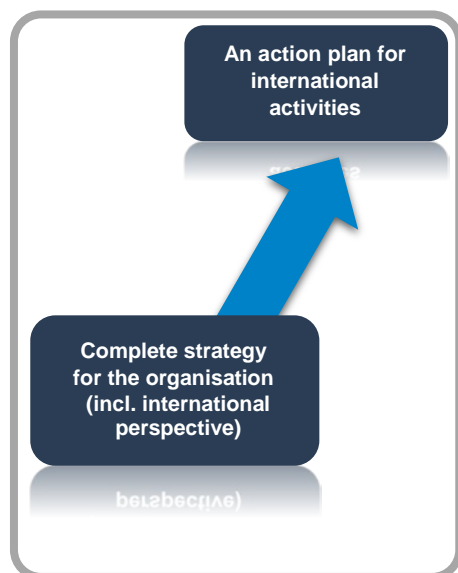 An action plan for
international
activities
Complete strategy
for the organisation
(incl. international
perspective)